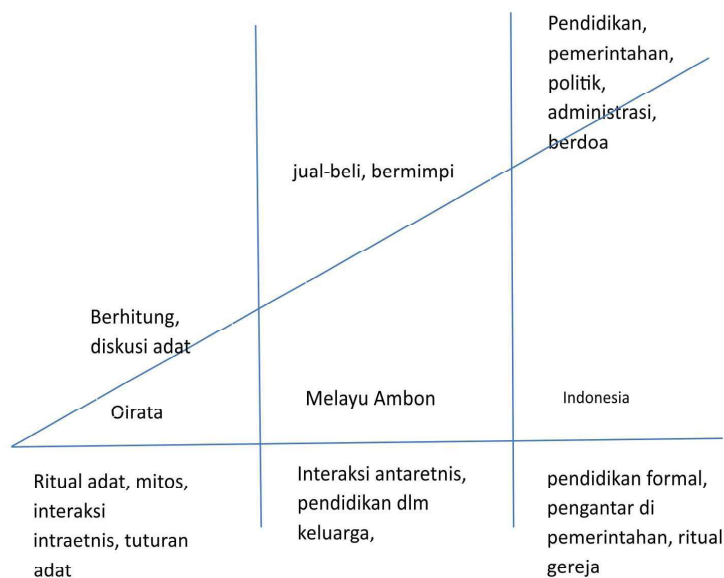 Pendidikan,
pemerintahan,
politik,
administrasi,
berdoa
jual-beli, bermimpi
Berhitung,
diskusi adat
Oirata
Melayu Ambon
Indonesia
Ritual adat, mitos,
interaksi
intraetnis, tuturan
adat
Interaksi antaretnis,
pendidikan dlm
keluarga,
pendidikan formal,
pengantar di
pemerintahan, ritual
gereja